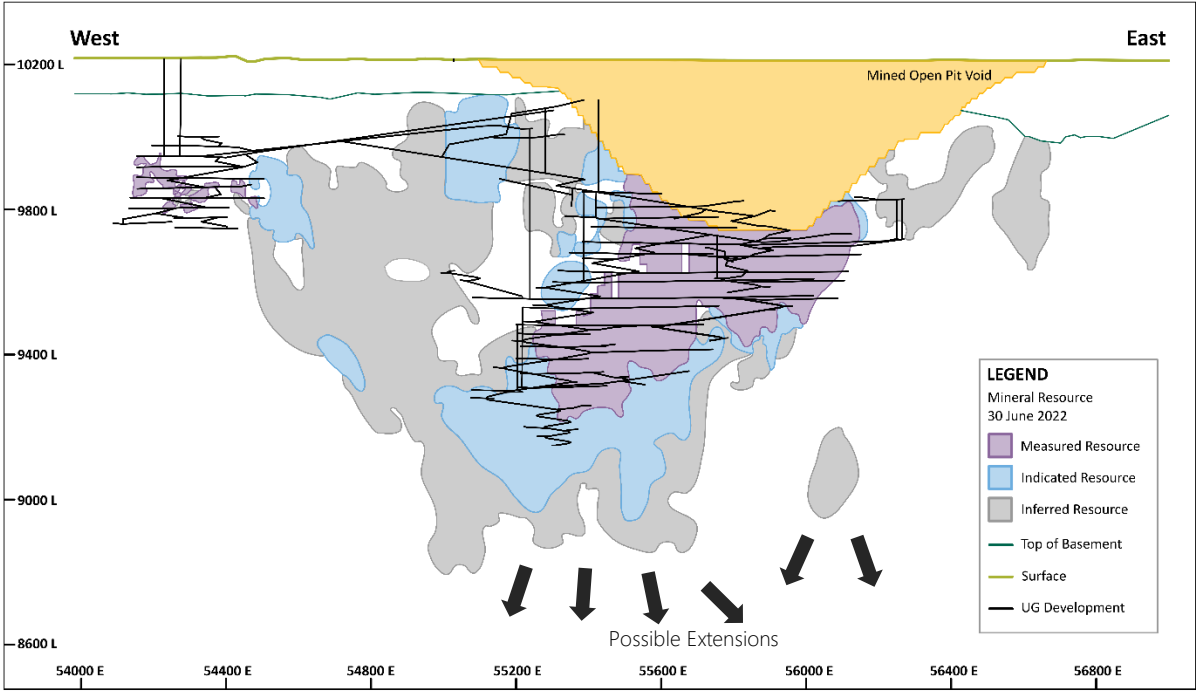 West
East
10200 L
Mined Open Pit Void
9800 L
9400 L
LEGEND
Mineral Resource
30 June 2022
Measured Resource
Indicated Resource
9000 L
Inferred Resource
Top of Basement
Surface
UG Development
Possible Extensions
8600 L
54000 E
54400 E
54800 E
55200 E
55600 E
56000 E
56400 E
56800 E